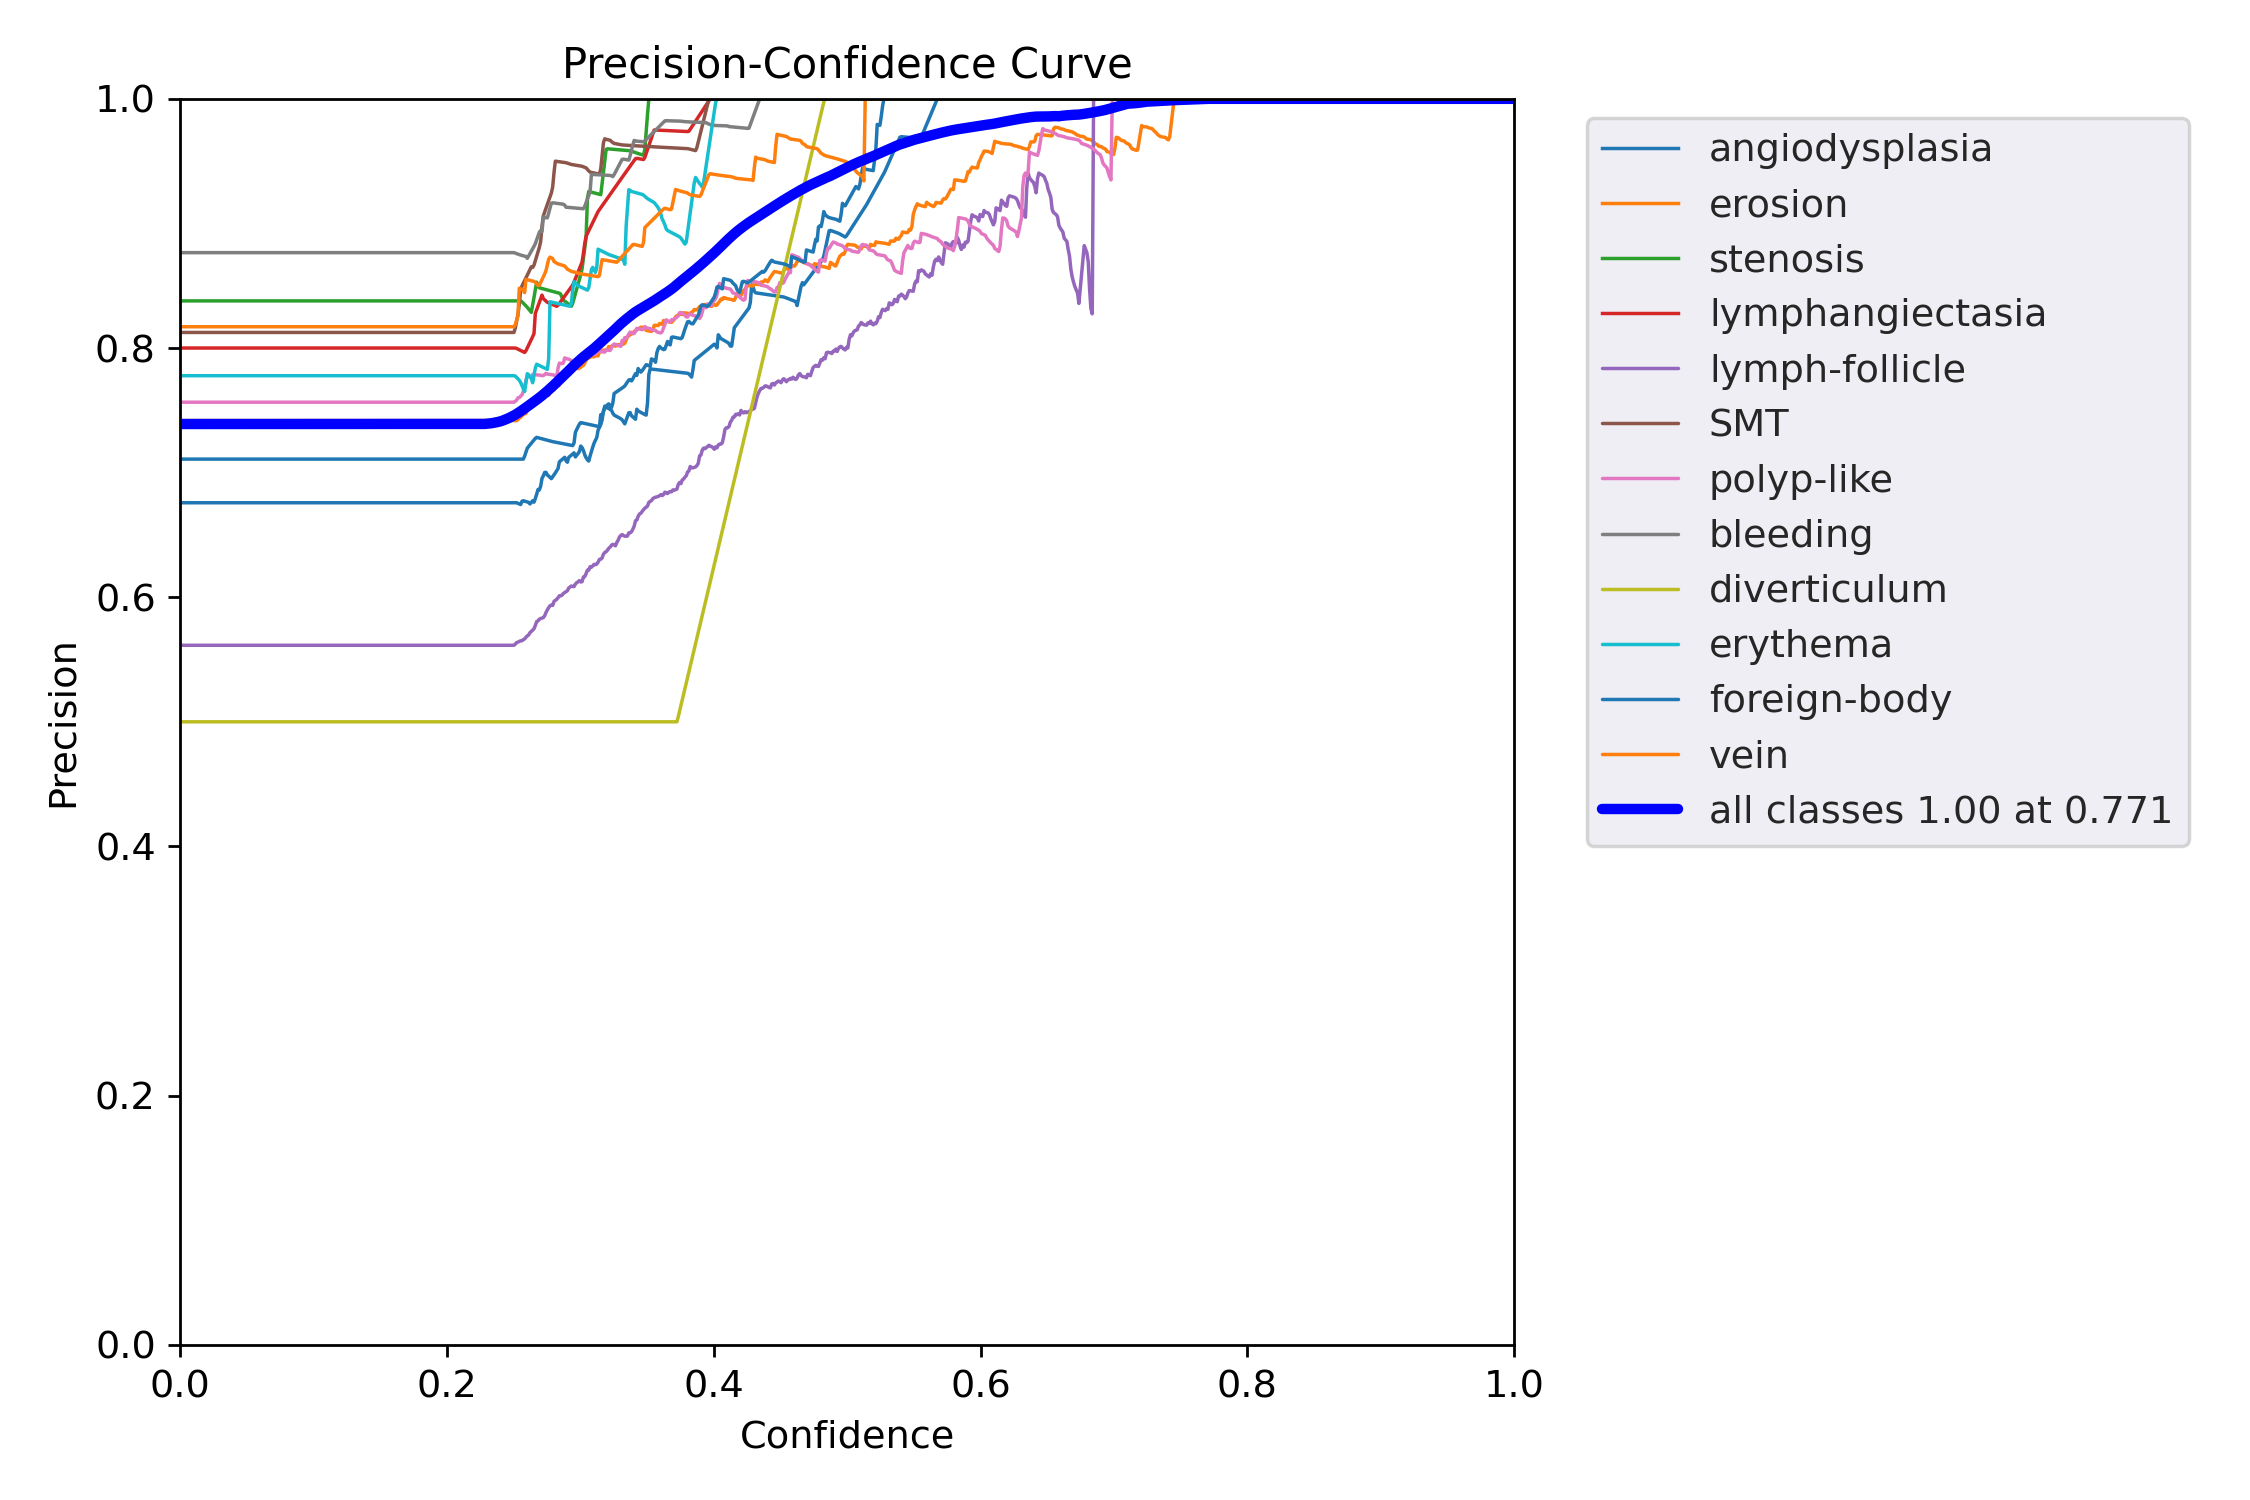 Precision-Confidence Curve
1.0
0.8
0.6
0.4
0.2
0.0
Precision
0.0 0.2 0.4 0.6 0.8 1.0
Confidence
angiodysplasia
erosion
stenosis
lymphangiectasia
lymph-follicle
SMT
polyp-like
bleeding
diverticulum
erythema
foreign-body
vein
all classes 1.00 at 0.771